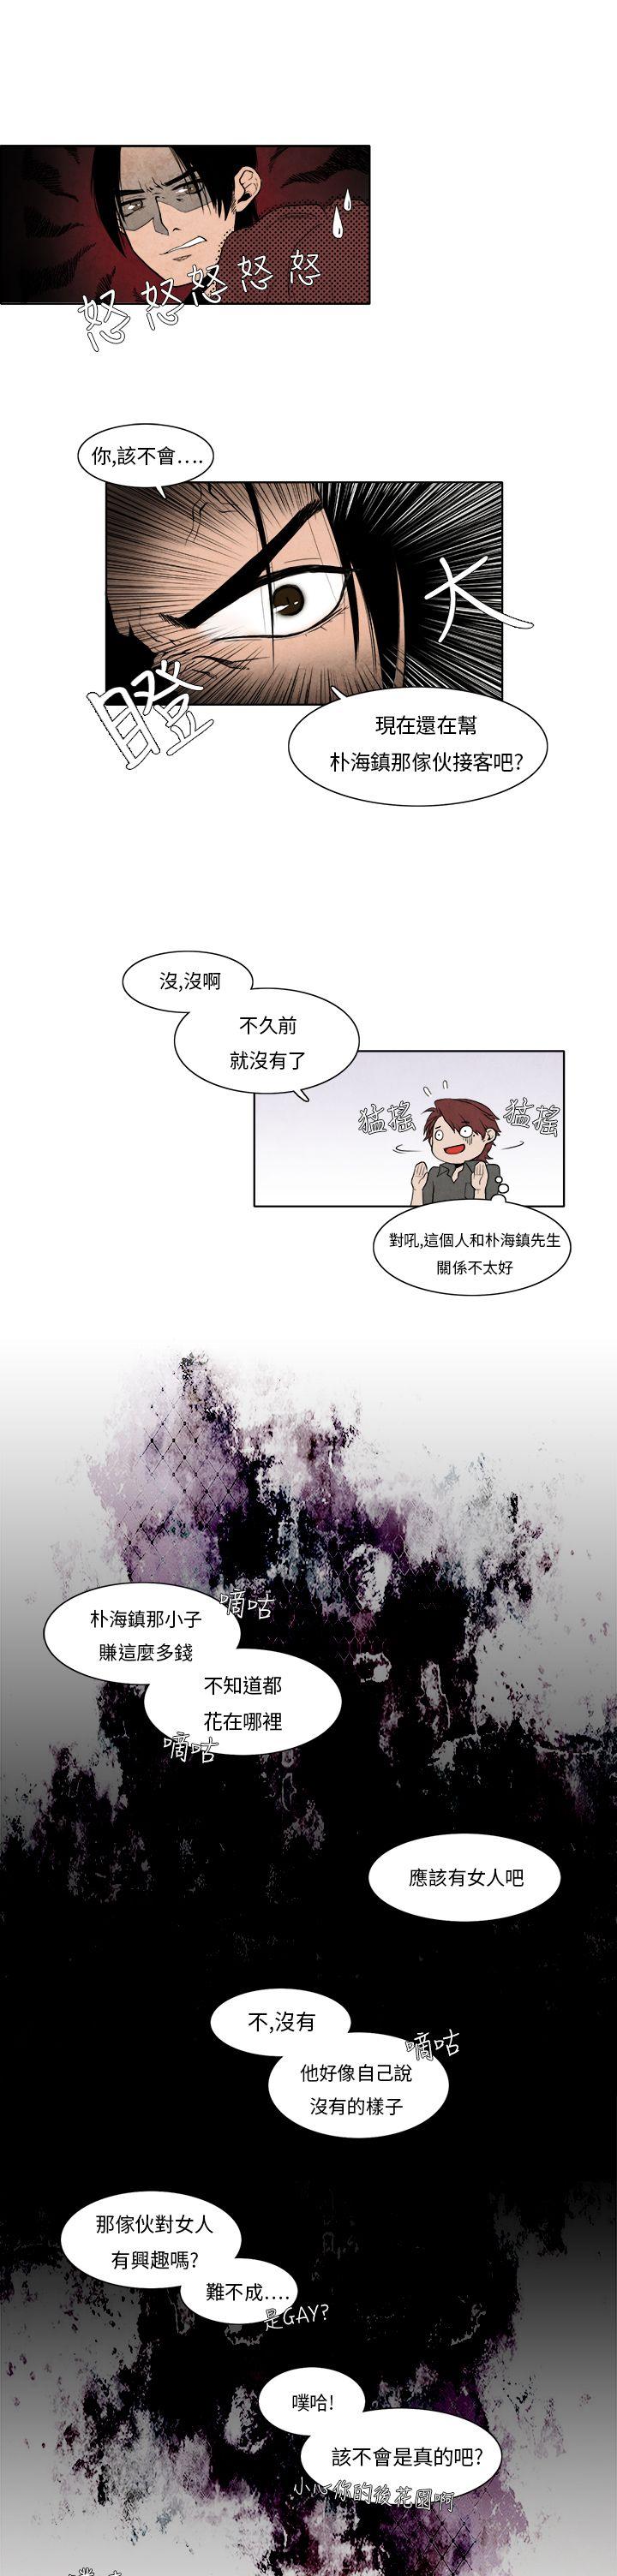 怒怒怒怒怒
你,該不會....
瞪
大
現在還在幫
朴海鎮那傢伙接客吧?
沒,沒啊
不久前
就沒有了
猛搖
猛搖
對吼,這個人和朴海鎮先生
關係不太好
嘀咕
朴海鎮那小子
賺這麼多錢
不知道都
花在哪裡
嘀咕
應該有女人吧
不,沒有
嘀咕
他好像自己說
沒有的樣子
那傢伙對女人
有興趣嗎?
難不成....
是GAY?
噗哈!
該不會是真的吧?
小心你的後花園啊